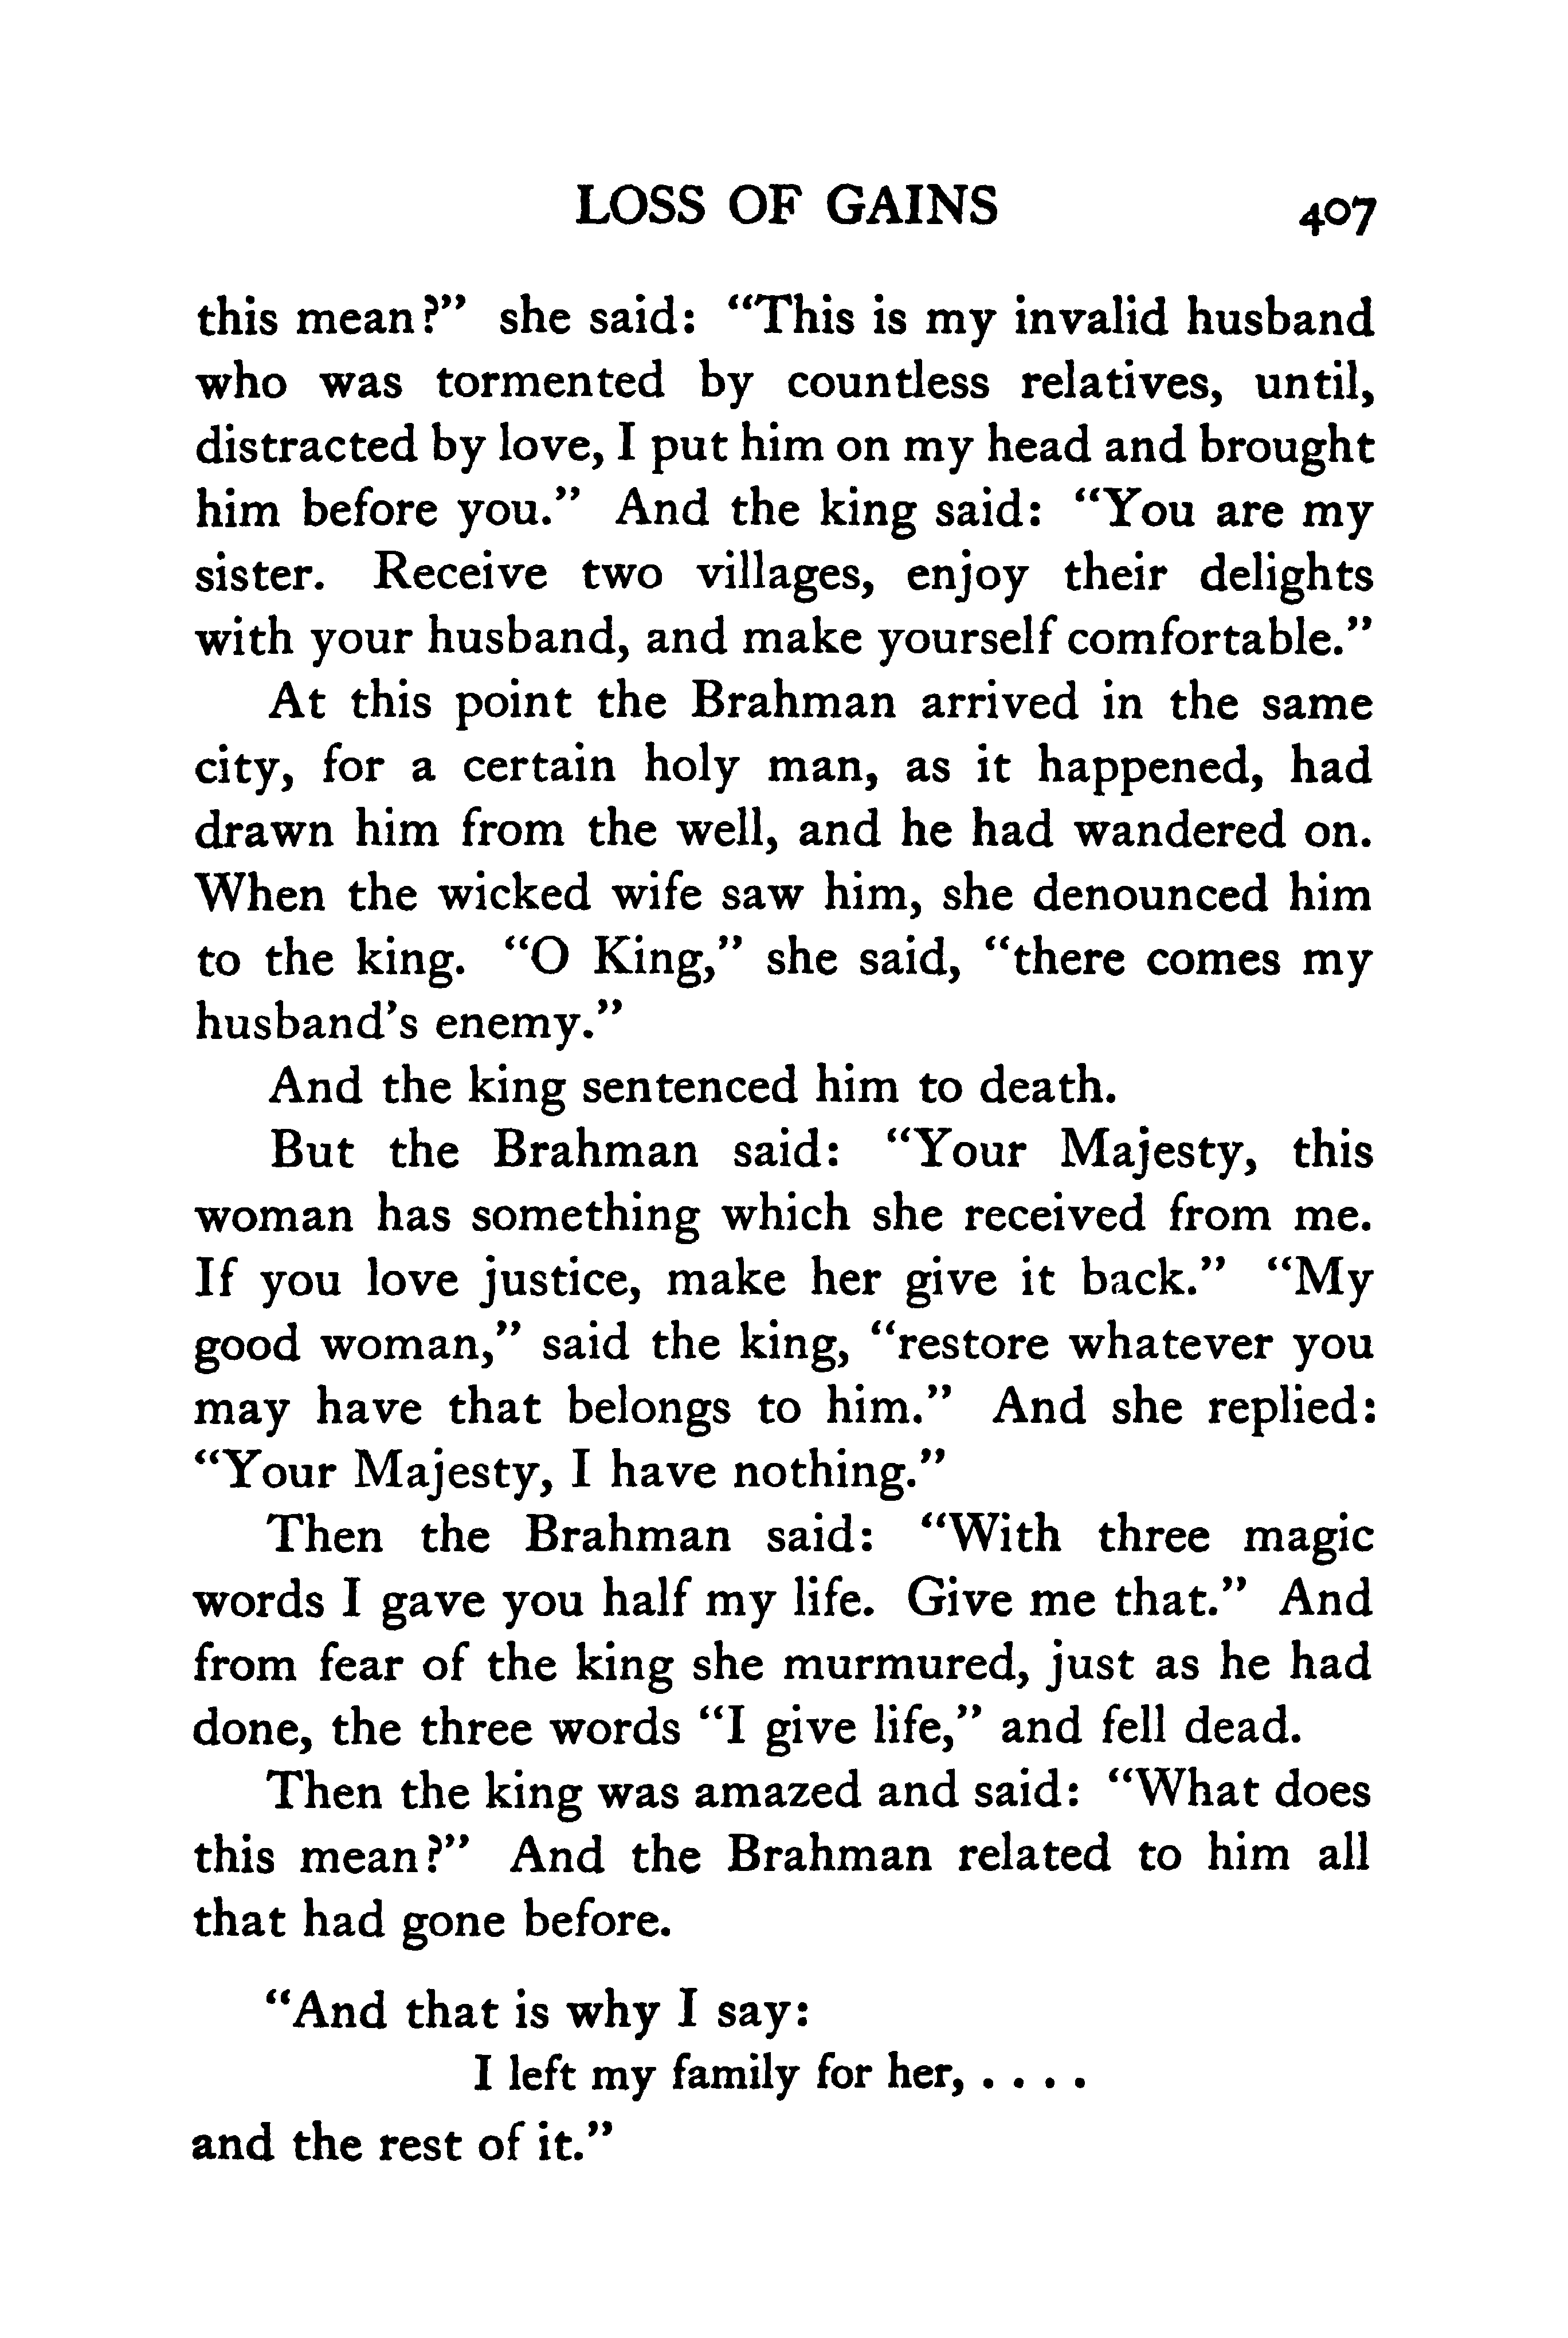 LOSS OF GAINS 407
this mean?” she said: “This is my invalid husband
who was tormented by countless relatives, until,
distracted by love, I put him on my head and brought
him before you.” And the king said: “You are my
sister. Receive two villages, enjoy their delights
with your husband, and make yourself comfortable.”
At this point the Brahman arrived in the same
city, for a certain holy man, as it happened, had
drawn him from the well, and he had wandered on.
When the wicked wife saw him, she denounced him
to the king. “O King,” she said, “there comes my
husband’s enemy.”
And the king sentenced him to death.
But the Brahman said: “Your Majesty, this
woman has something which she received from me.
If you love justice, make her give it back.” “My
good woman,” said the king, “restore whatever you
may have that belongs to him.” And she replied:
“Your Majesty, I have nothing.”
Then the Brahman said: “With three magic
words I gave you half my life. Give me that.” And
from fear of the king she murmured, just as he had
done, the three words “I give life,” and fell dead.
Then the king was amazed and said: “What does
this mean?” And the Brahman related to him all
that had gone before.
“And that is why I say:
I left my family for her, . . . .
and the rest of it.”